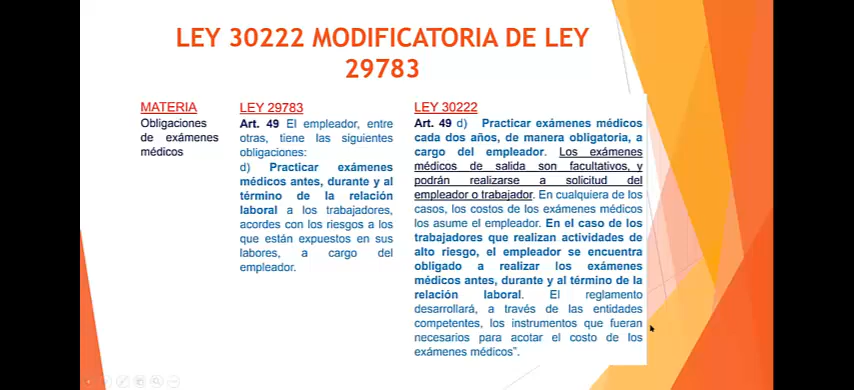 LEY 30222 MODIFICATORIA DE LEY
29783
MATERIA
Obligaciones
de exámenes
médicos
LEY 29783
Art. 49 El empleador, entre
otras, tiene las siguientes
obligaciones:
d) Practicar exámenes
médicos antes, durante y al
término de la relación
laboral a los trabajadores,
acordes con los riesgos a los
que están expuestos en sus
labores, a cargo del
empleador.
LEY 30222
Art. 49 d) Practicar exámenes médicos
cada dos años, de manera obligatoria, a
cargo del empleador. Los exámenes
médicos de salida son facultativos, y
podrán realizarse a solicitud del
empleador o trabajador. En cualquiera de los
casos, los costos de los exámenes médicos
los asume el empleador. En el caso de los
trabajadores que realizan actividades de
alto riesgo, el empleador se encuentra
obligado a realizar los exámenes
médicos antes, durante y al término de la
relación laboral. El reglamento
desarrollará, a través de las entidades
competentes, los instrumentos que fueran
necesarios para acotar el costo de los
exámenes médicos”.